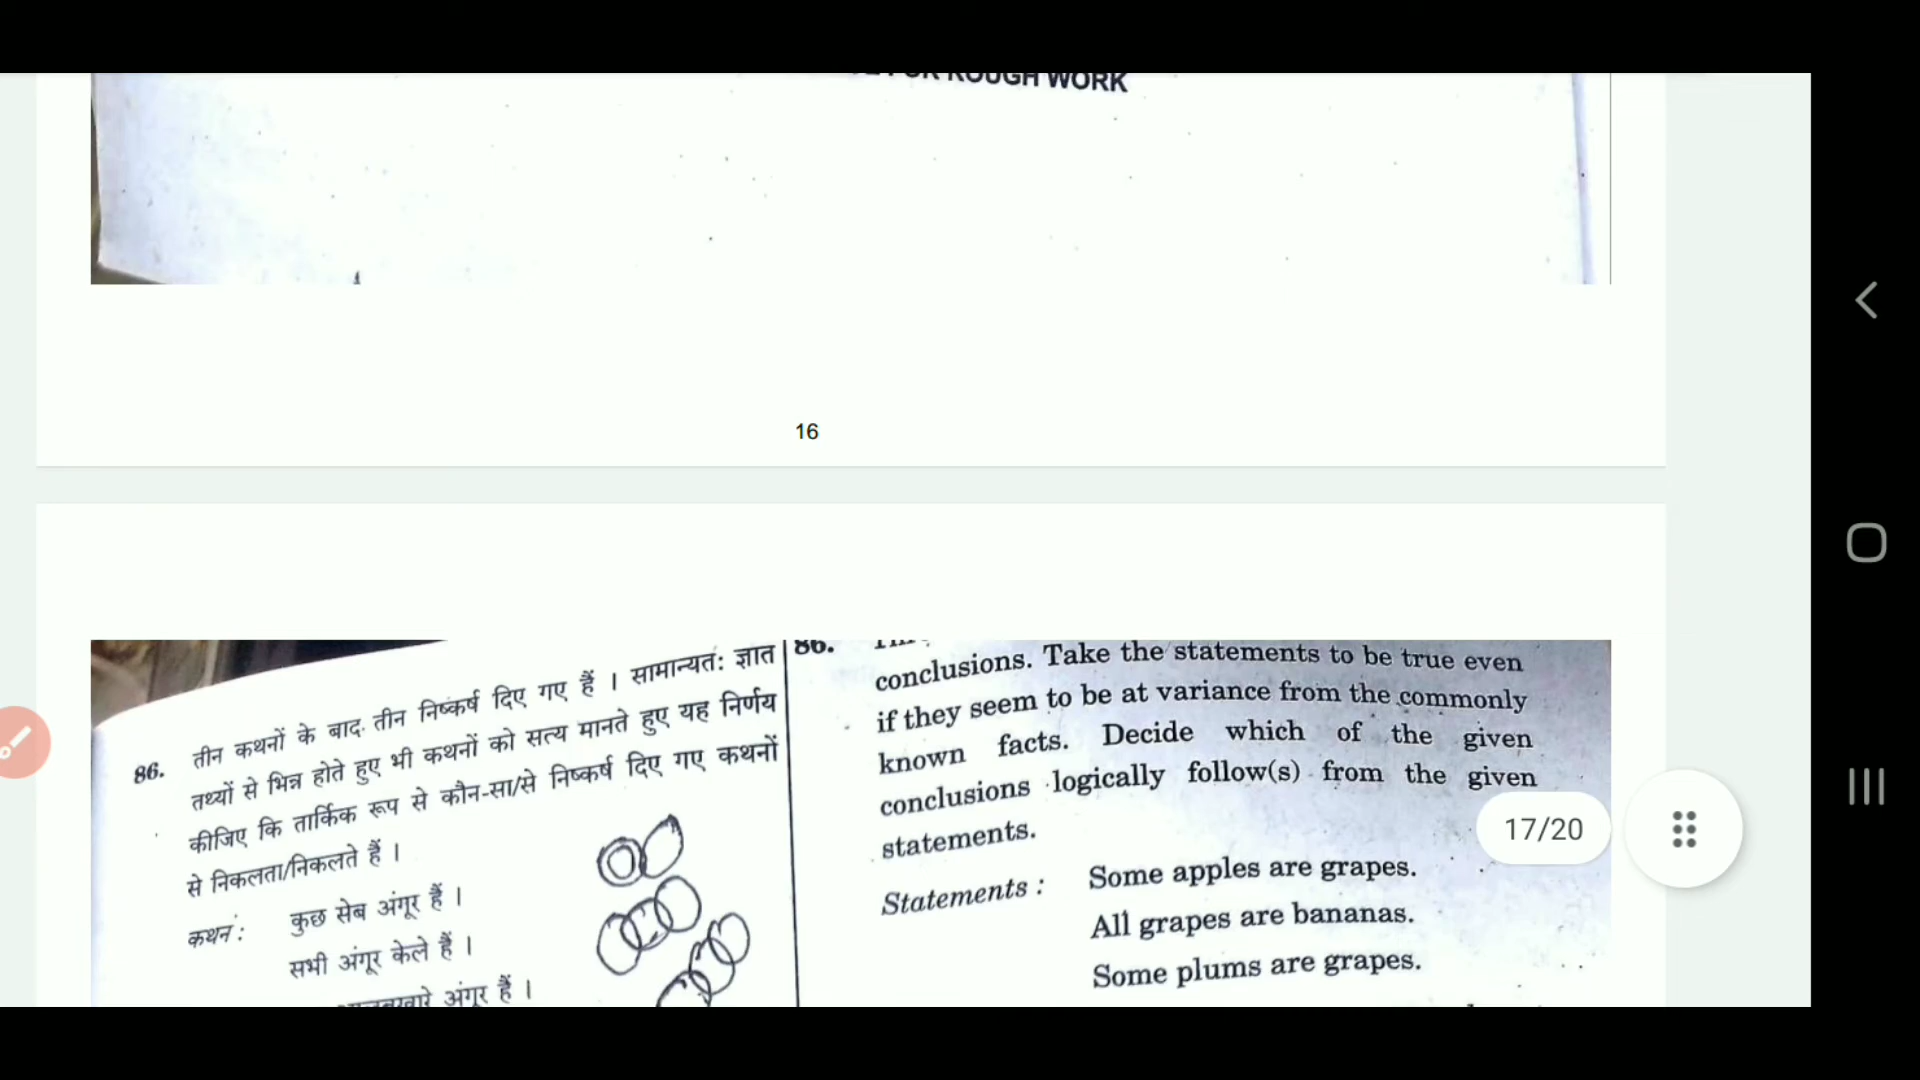 FOR ROUGH WORK
16
86. तीन कथनों के बाद तीन निष्कर्ष दिए गए हैं । सामान्यतः ज्ञात
तथ्यों से भिन्न होते हुए भी कथनों को सत्य मानते हुए यह निर्णय
कीजिए कि तार्किक रूप से कौन-सा/से निष्कर्ष दिए गए कथनों
से निकलता/निकलते हैं ।
कथन : कुछ सेब अंगूर हैं ।
सभी अंगूर केले हैं ।
अंगूर हैं ।
86.
conclusions. Take the statements to be true even
if they seem to be at variance from the commonly
known facts. Decide which of the given
conclusions logically follow(s) from the given
statements.
Statements : Some apples are grapes.
All grapes are bananas.
Some plums are grapes.
17/20